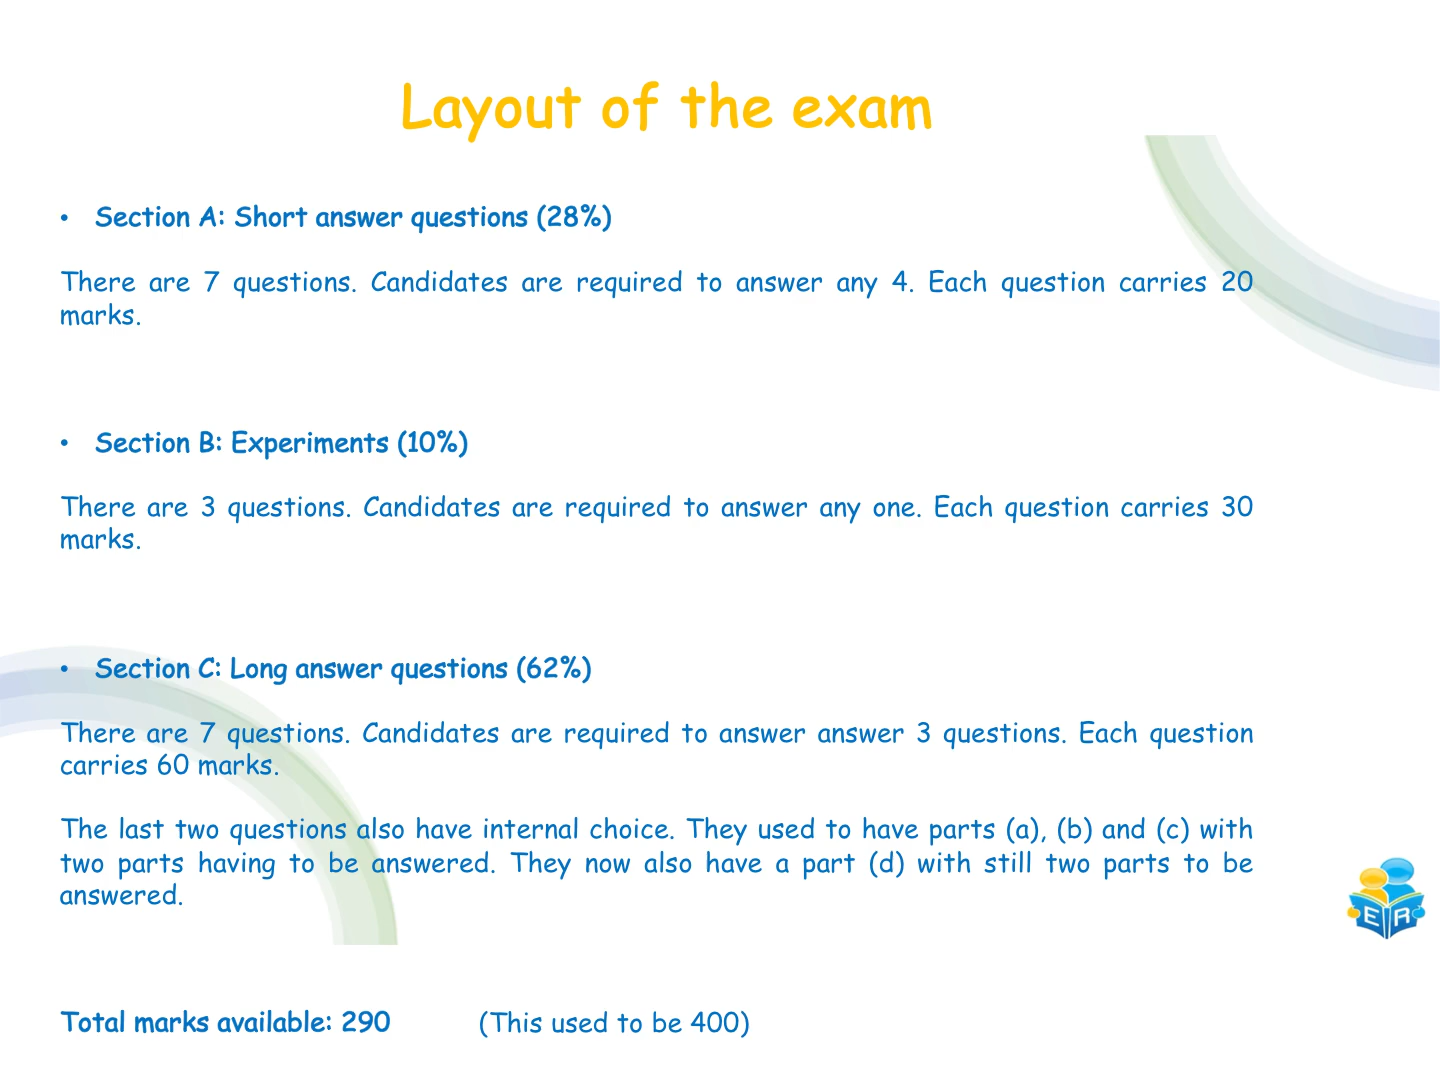 Layout of the exam
• Section A: Short answer questions (28%)
There are 7 questions. Candidates are required to answer any 4. Each question carries 20
marks.
• Section B: Experiments (10%)
There are 3 questions. Candidates are required to answer any one. Each question carries 30
marks.
• Section C: Long answer questions (62%)
There are 7 questions. Candidates are required to answer answer 3 questions. Each question
carries 60 marks.
The last two questions also have internal choice. They used to have parts (a), (b) and (c) with
two parts having to be answered. They now also have a part (d) with still two parts to be
answered.
E R
Total marks available: 290 (This used to be 400)